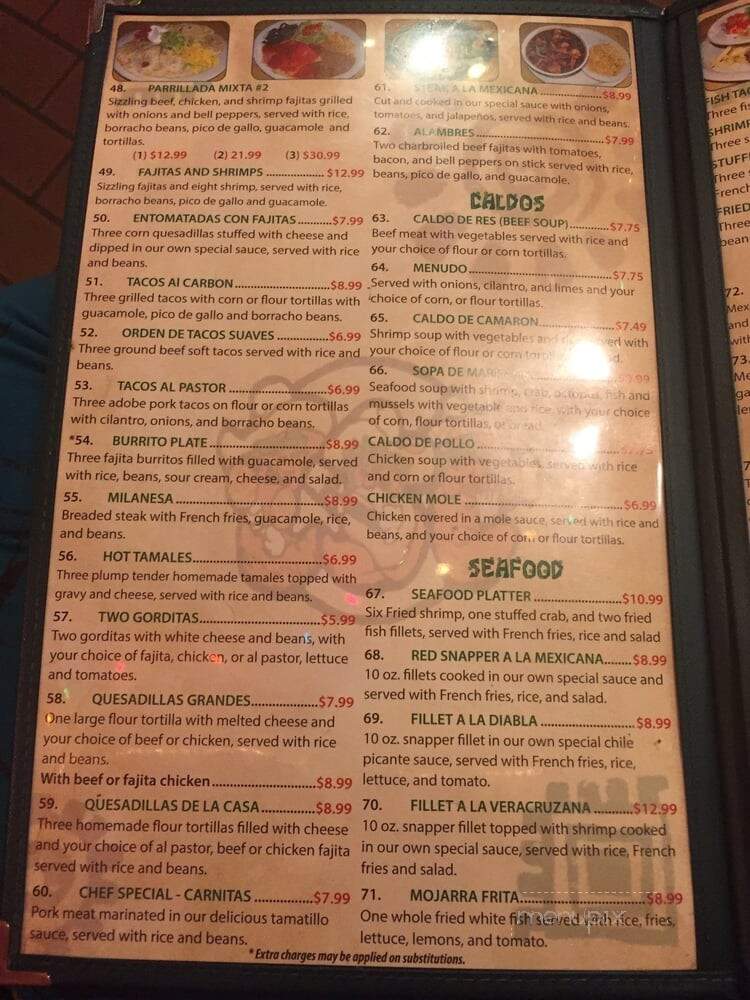 48. PARRILLADA MIXTA #2
Sizzling beef, chicken, and shrimp fajitas grilled
with onions and bell peppers, served with rice,
borracho beans, pico de gallo, guacamole and
tortillas.
(1) $12.99 (2) 21.99 (3) $30.99
49. FAJITAS AND SHRIMPS ................ $12.99
Sizzling fajitas and eight shrimp, served with rice,
borracho beans, pico de gallo and guacamole.
50. ENTOMATADAS CON FAJITAS..........$7.99
Three corn quesadillas stuffed with cheese and
dipped in our own special sauce, served with rice
and beans.
51. TACOS Al CARBON............................$8.99
Three grilled tacos with corn or flour tortillas with
guacamole, pico de gallo and borracho beans.
52. ORDEN DE TACOS SUAVES................$6.99
Three ground beef soft tacos served with rice and
beans.
53. TACOS AL PASTOR ............................$6.99
Three adobe pork tacos on flour or corn tortillas
with cilantro, onions, and borracho beans.
*54. BURRITO PLATE................................$8.99
Three fajita burritos filled with guacamole, served
with rice, beans, sour cream, cheese, and salad.
55. MILANESA ........................................$8.99
Breaded steak with French fries, guacamole, rice,
and beans.
56. HOT TAMALES...................................$6.99
Three plump tender homemade tamales topped with
gravy and cheese, served with rice and beans.
57. TWO GORDITAS.................................$5.99
Two gorditas with white cheese and beans, with
your choice of fajita, chicken, or al pastor, lettuce
and tomatoes.
58. QUESADILLAS GRANDES...................$7.99
One large flour tortilla with melted cheese and
your choice of beef or chicken, served with rice
and beans.
With beef or fajita chicken.........................$8.99
59. QUESADILLAS DE LA CASA................$8.99
Three homemade flour tortillas filled with cheese
and your choice of al pastor, beef or chicken fajita
served with rice and beans.
60. CHEF SPECIAL - CARNITAS ...............$7.99
Pork meat marinated in our delicious tamatillo
sauce, served with rice and beans.
61. STEAK A LA MEXICANA .....................$8.99
Cut and cooked in our special sauce with onions,
tomatoes, and jalapeños, served with rice and beans.
62. ALAMBRES.........................................$7.99
Two charbroiled beef fajitas with tomatoes,
bacon, and bell peppers on stick served with rice,
beans, pico de gallo, and guacamole.
CALDOS
63. CALDO DE RES (BEEF SOUP)..............$7.75
Beef meat with vegetables served with rice and
your choice of flour or corn tortillas.
64. MENUDO ...........................................$7.75
Served with onions, cilantro, and limes and your
choice of corn, or flour tortillas.
65. CALDO DE CAMARON........................$7.49
Shrimp soup with vegetables and rice served with
your choice of flour or corn
66. SOPA DE
Seafood soup with shrimp, crab, octopus, fish and
mussels with vegetable and rice, with your choice
of corn, flour tortillas, or bread.
CALDO DE POLLO
Chicken soup with vegetables, served with rice
and corn or flour tortillas.
CHICKEN MOLE .......................................$6.99
Chicken covered in a mole sauce, served with rice and
beans, and your choice of corn or flour tortillas.
SEAFOOD
67. SEAFOOD PLATTER.........................$10.99
Six Fried shrimp, one stuffed crab, and two fried
fish fillets, served with French fries, rice and salad
68. RED SNAPPER A LA MEXICANA........$8.99
10 oz. fillets cooked in our own special sauce and
served with French fries, rice, and salad.
69. FILLET A LA DIABLA ..........................$8.99
10 oz. snapper fillet in our own special chile
picante sauce, served with French fries, rice,
lettuce, and tomato.
70. FILLET A LA VERACRUZANA ............$12.99
10 oz. snapper fillet topped with shrimp cooked
in our own special sauce, served with rice, French
fries and salad.
71. MOJARRA FRITA................................$8.99
One whole fried white fish served with rice, fries,
lettuce, lemons, and tomato.
* Extra charges may be applied on substitutions.
menupix
FISH
Three
SHRIMP
Three
Three
French
FRIED
Three
72.
and
with
73.